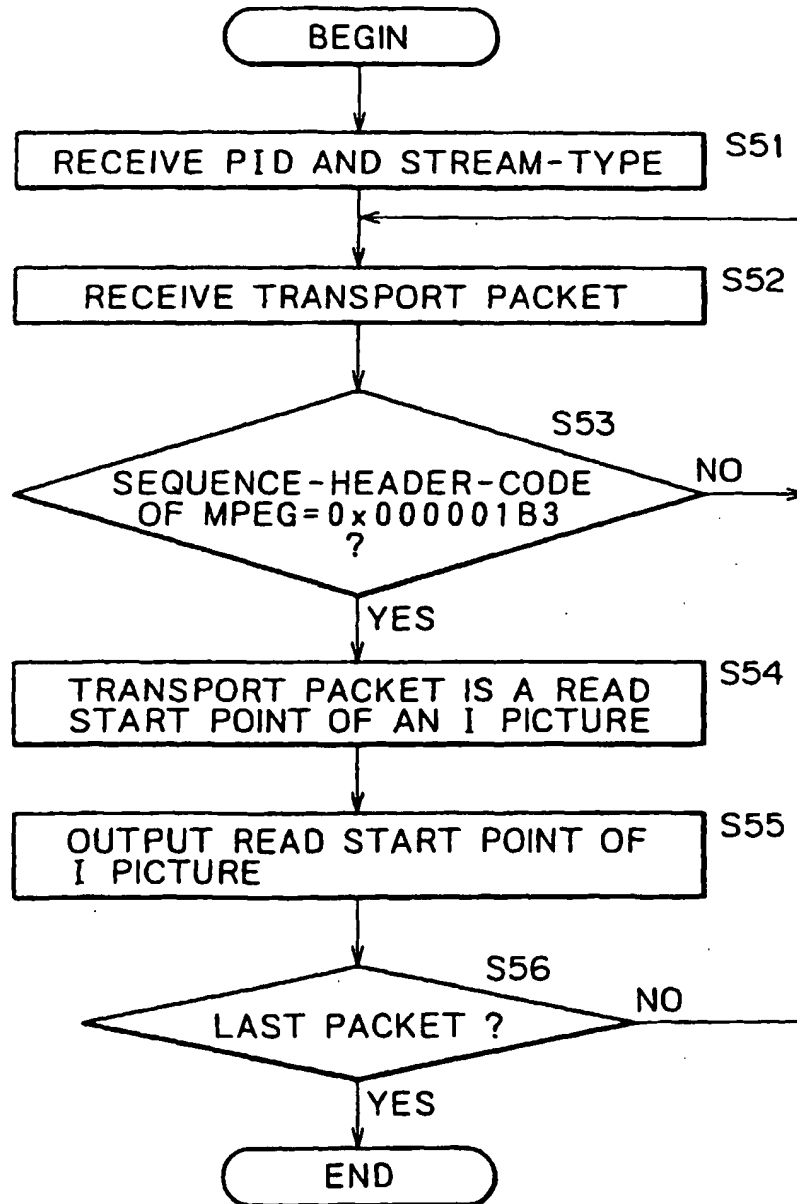 BEGIN
RECEIVE PID AND STREAM-TYPE
S51
RECEIVE TRANSPORT PACKET
S52
S53
SEQUENCE-HEADER-CODE
OF MPEG=0x000001B3
?
NO
YES
TRANSPORT PACKET IS A READ
START POINT OF AN I PICTURE
S54
OUTPUT READ START POINT OF
I PICTURE
S55
S56
LAST PACKET ?
NO
YES
END